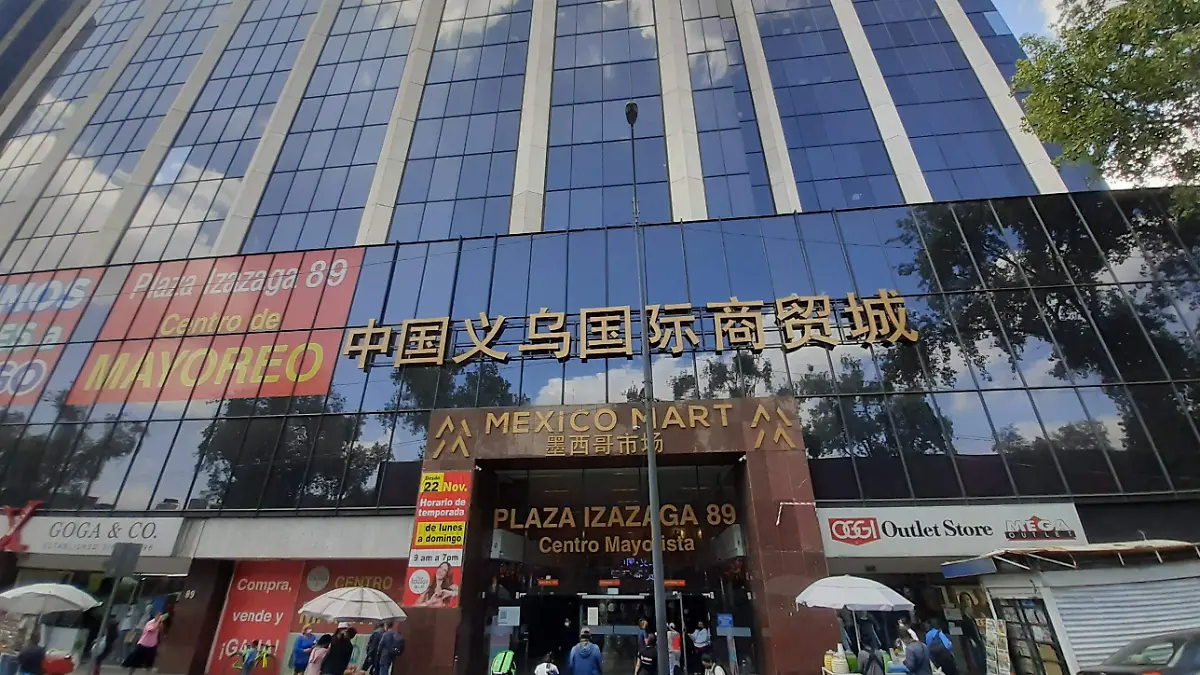 Plaza Izazaga 89
Centro de
MAYOREO
中国义乌国际商贸城
MEXICO MART
墨西哥市场
PLAZA IZAZAGA 89
Centro Mayorista
Desde
22 Nov.
Horario de
temporada
de lunes
a domingo
9 am a 7pm
GOGA & CO.
OGGI Outlet Store MEGA
OUTLET
89
Compra,
vende y
¡GANA!
CENTRO